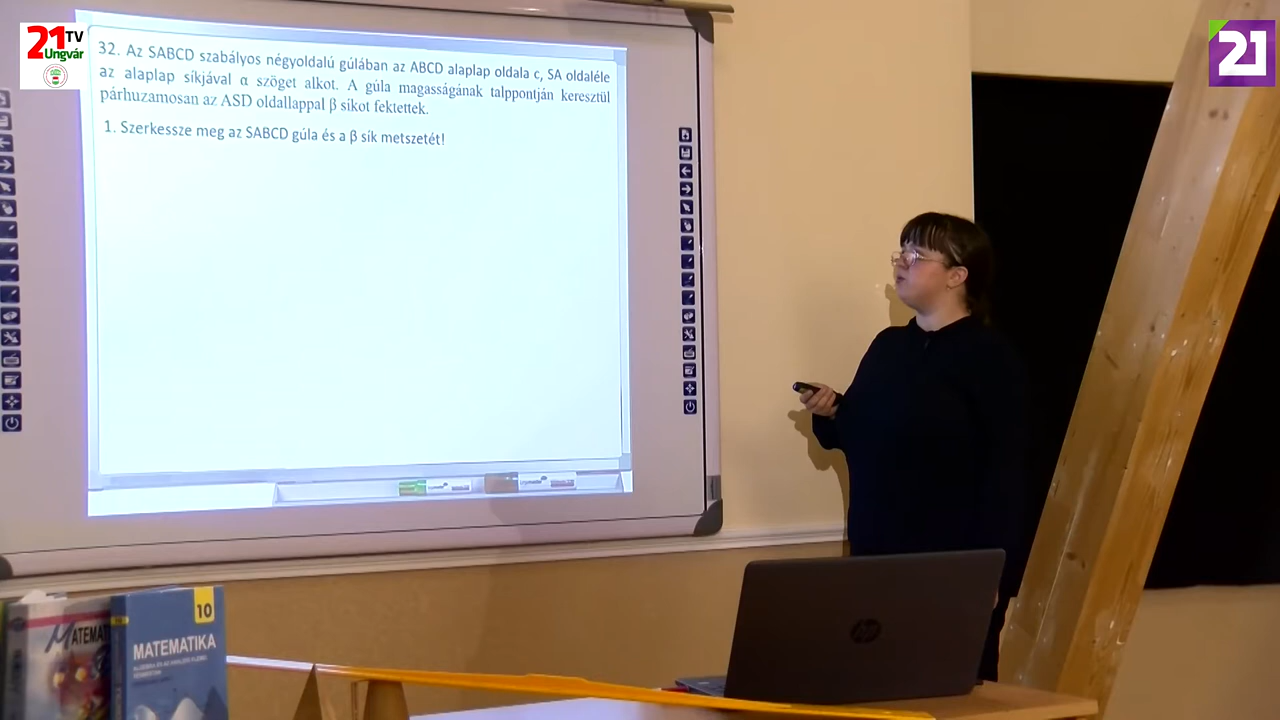 21 TV
Ungvár
21
32. Az SABCD szabályos négyoldalú gúlában az ABCD alaplap oldala c, SA oldaléle
az alaplap síkjával α szöget alkot. A gúla magasságának talppontján keresztül
párhuzamosan az ASD oldallappal β síkot fektettek.
1. Szerkessze meg az SABCD gúla és a β sík metszetét!
MATEMAT
10
MATEMATIKA
hp